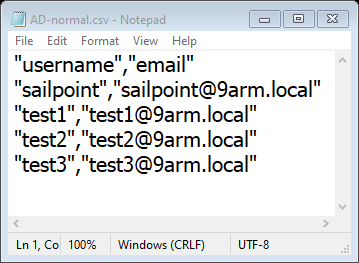 AD-normal.csv - Notepad
File Edit Format View Help
"username","email"
"sailpoint","sailpoint@9arm.local"
"test1","test1@9arm.local"
"test2","test2@9arm.local"
"test3","test3@9arm.local"
Ln 1, Co 100% Windows (CRLF) UTF-8